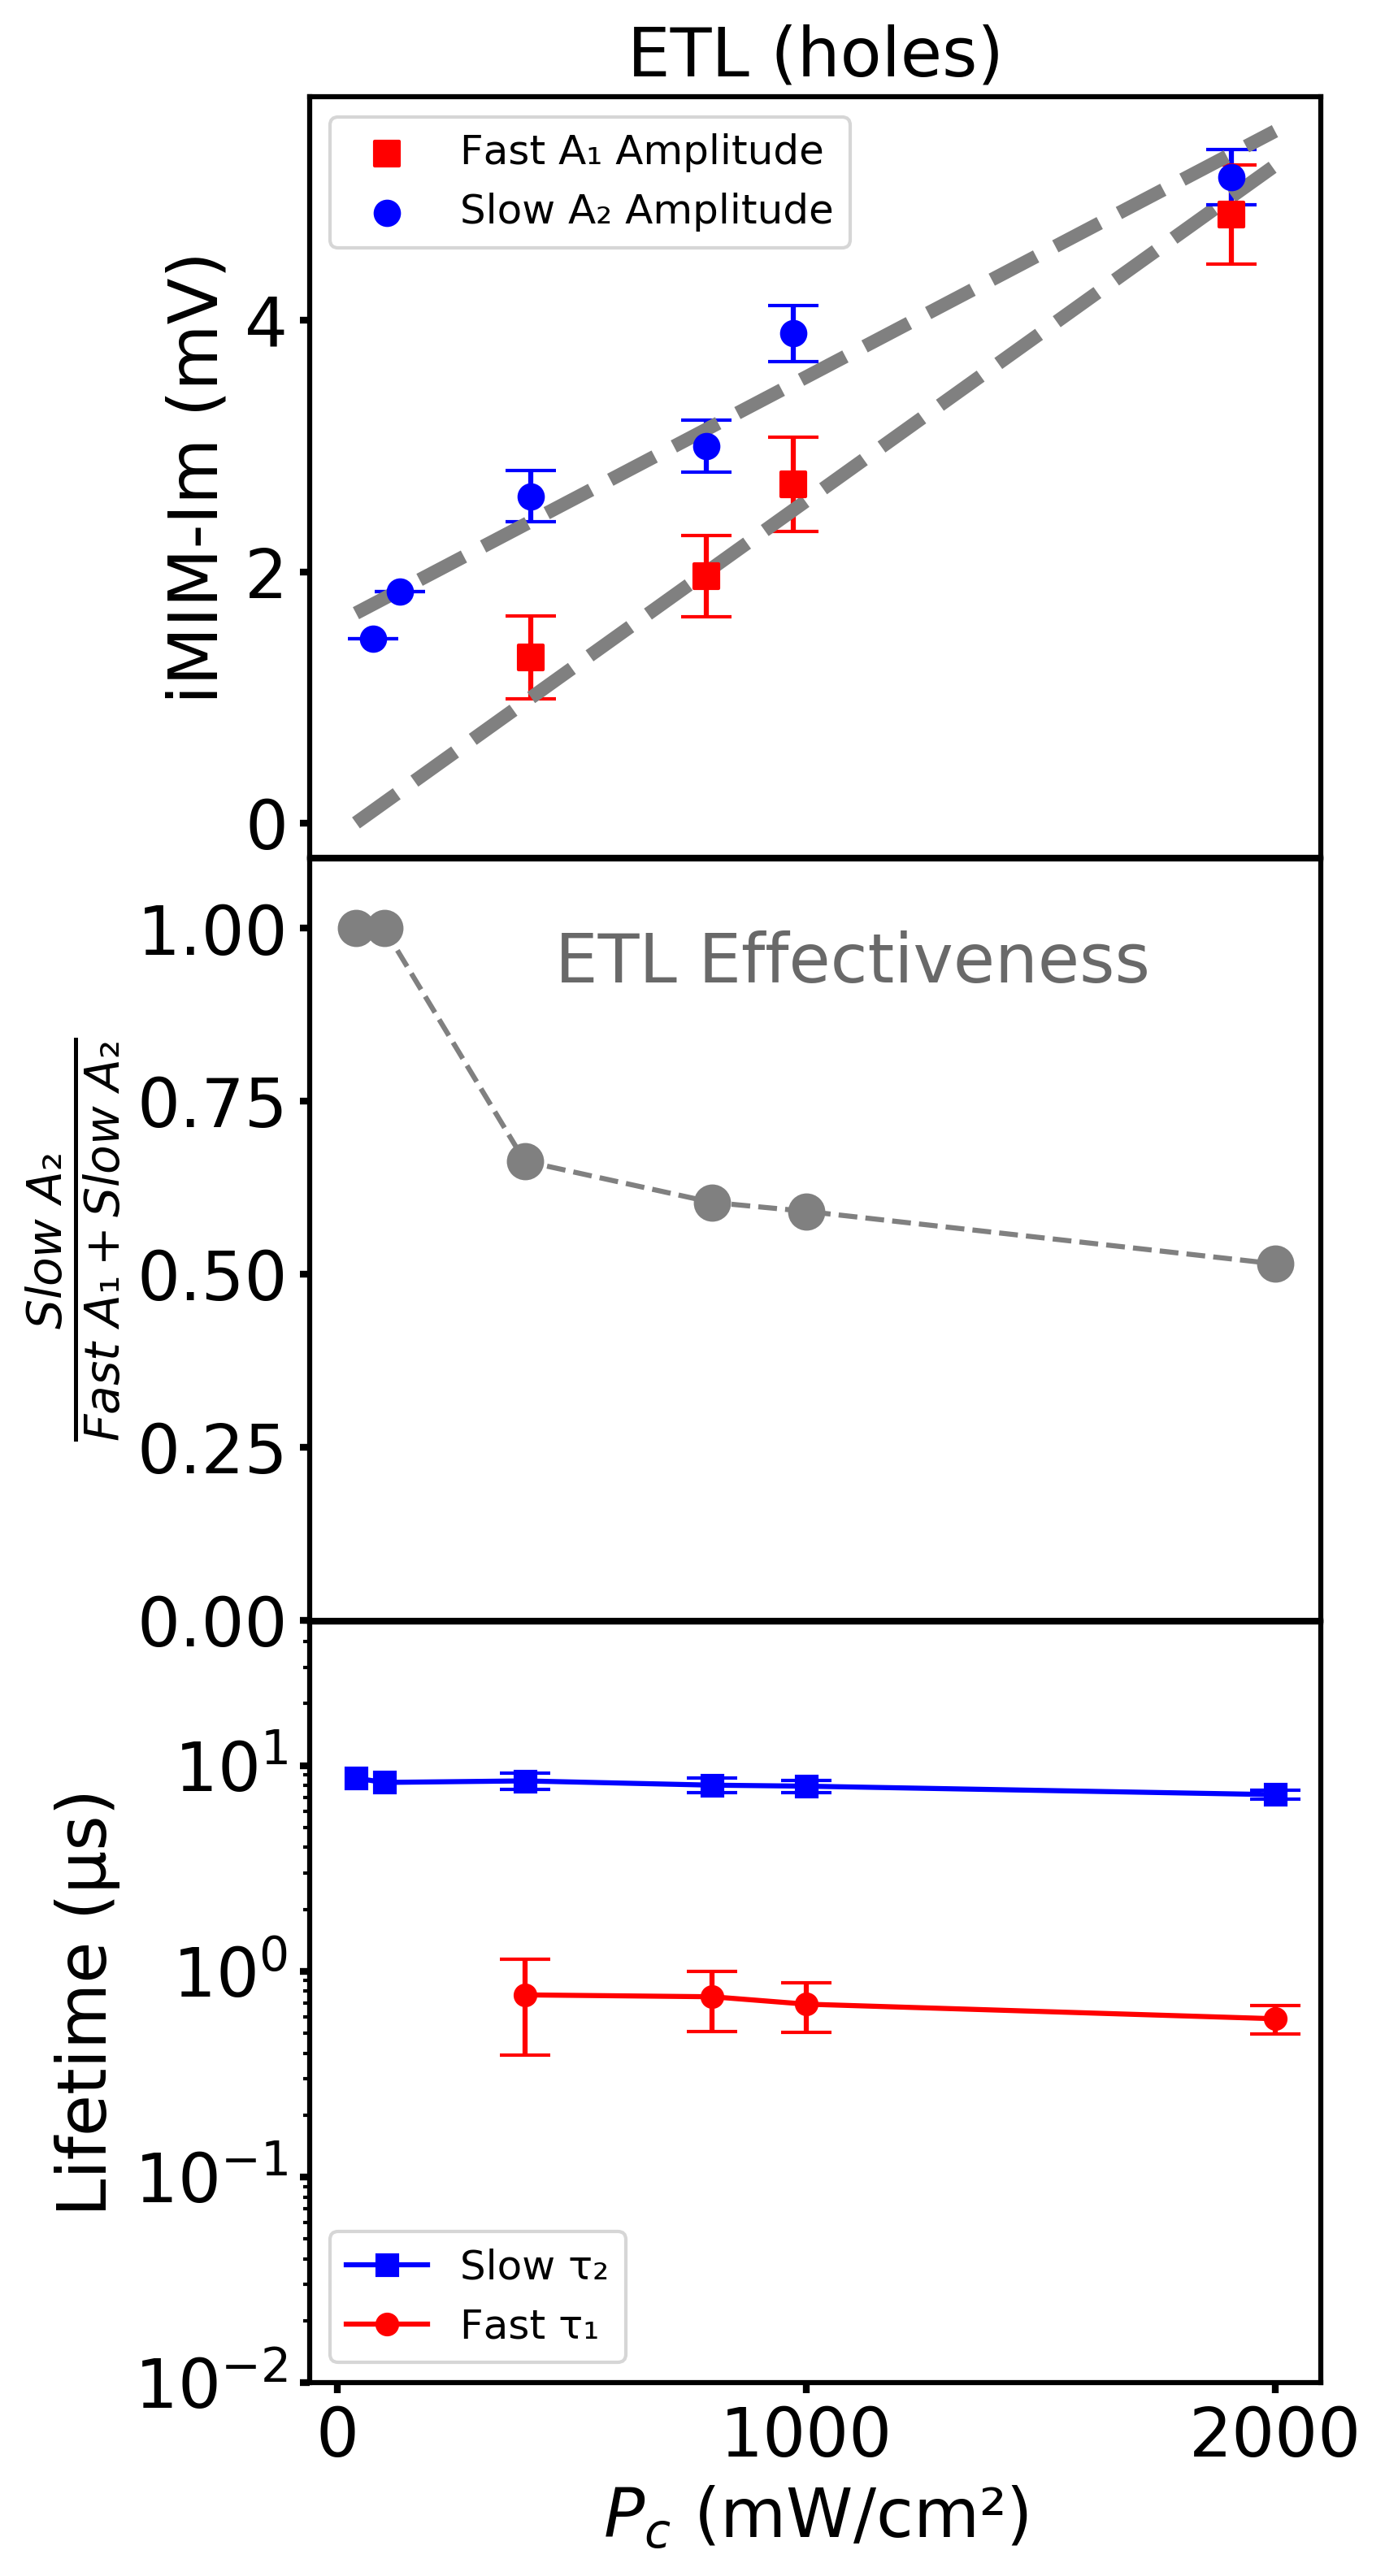 ETL (holes)
Fast A₁ Amplitude
Slow A₂ Amplitude
iMIM-Im (mV)
4
2
0
ETL Effectiveness
Slow A₂
Fast A₁ + Slow A₂
1.00
0.75
0.50
0.25
0.00
Lifetime (μs)
10¹
10⁰
10⁻¹
10⁻²
Slow τ₂
Fast τ₁
0 1000 2000
P_c (mW/cm²)